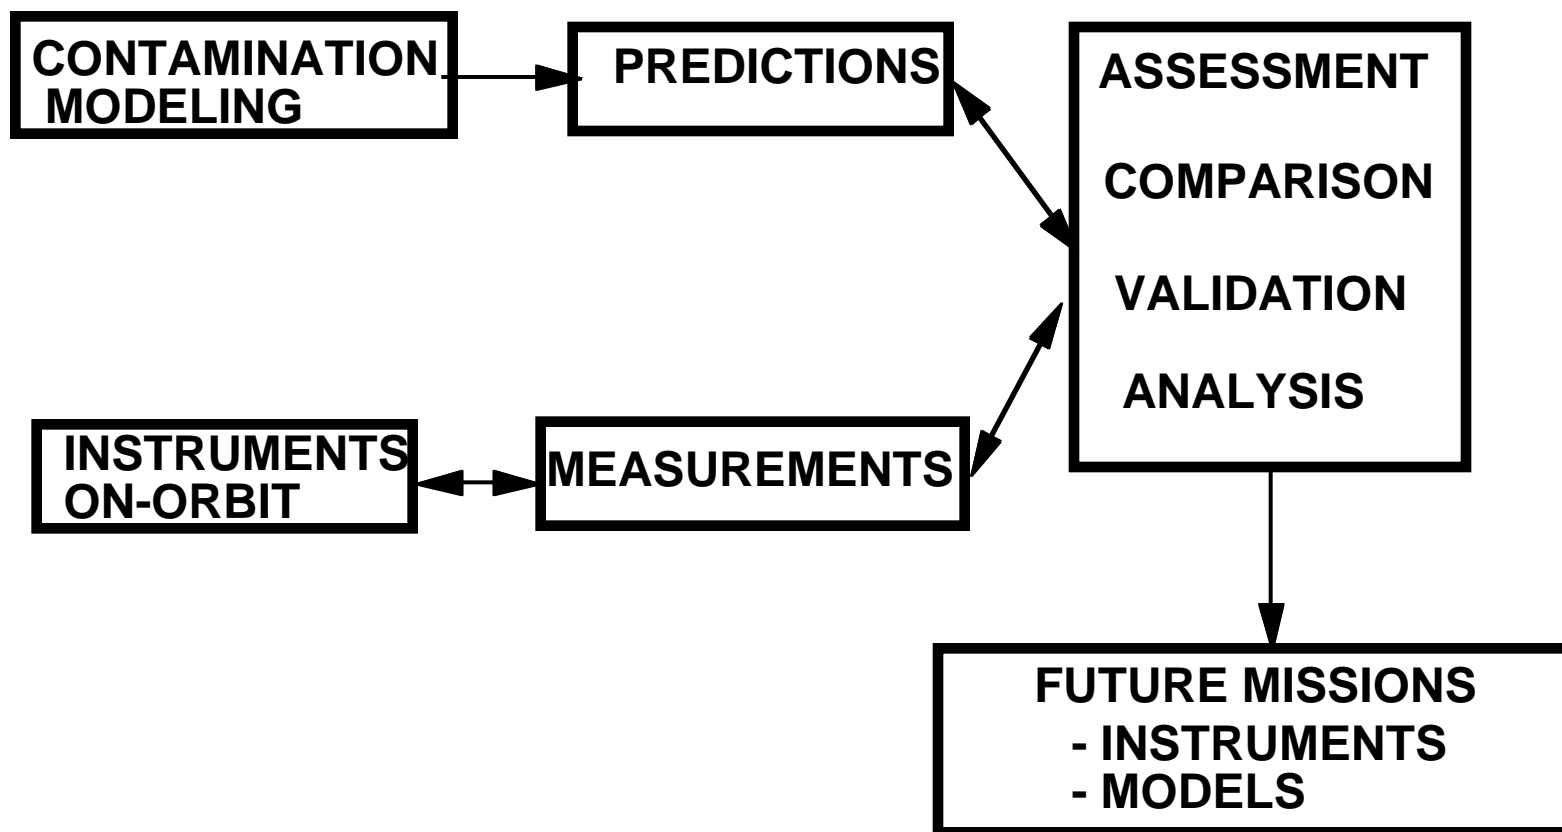 CONTAMINATION
MODELING
PREDICTIONS
ASSESSMENT
COMPARISON
VALIDATION
ANALYSIS
INSTRUMENTS
ON-ORBIT
MEASUREMENTS
FUTURE MISSIONS
- INSTRUMENTS
- MODELS